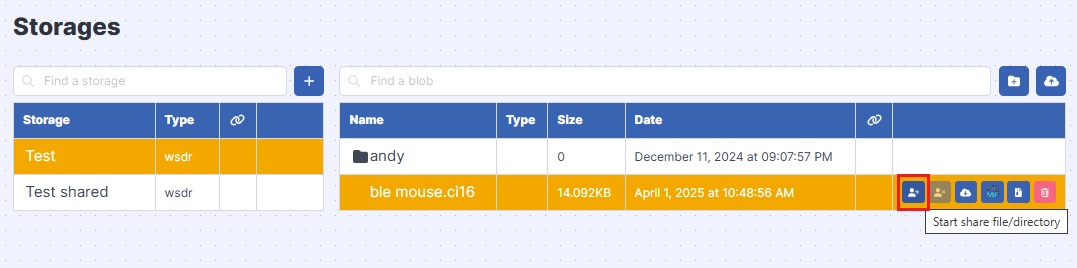 Storages
Find a storage
Find a blob
Storage Type
Name Type Size Date
Test wsdr
andy 0 December 11, 2024 at 09:07:57 PM
Test shared wsdr
ble mouse.ci16 14.092KB April 1, 2025 at 10:48:56 AM
Start share file/directory